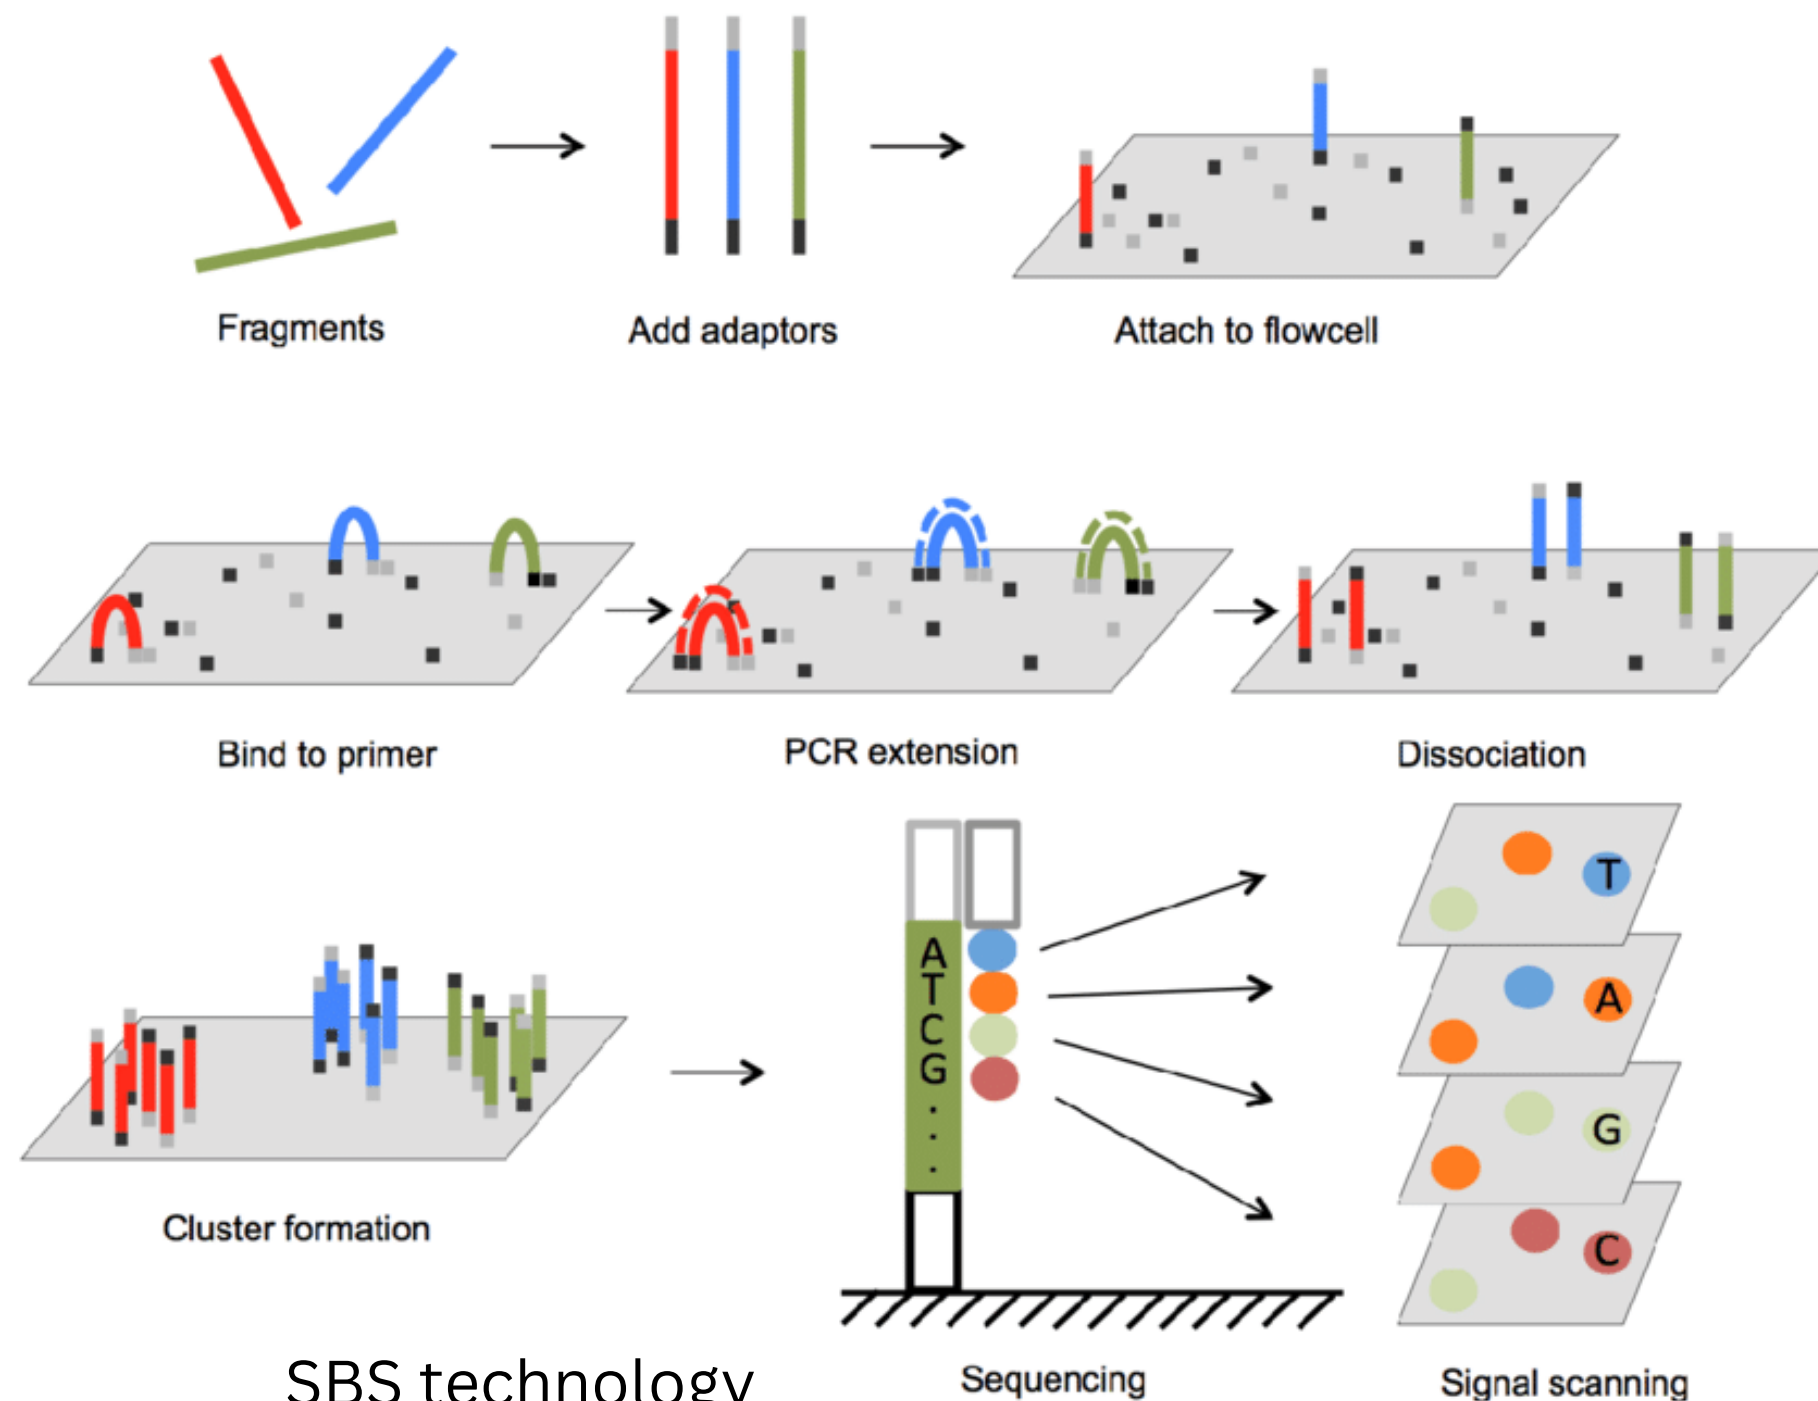 Fragments
Add adaptors
Attach to flowcell
Bind to primer
PCR extension
Dissociation
A
T
C
G
.
.
.
T
A
G
C
Cluster formation
Sequencing
Signal scanning
SBS technology